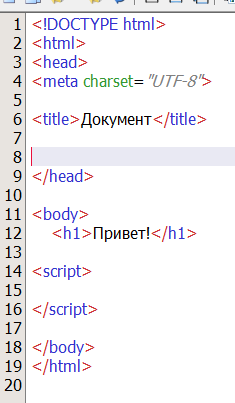 1 <!DOCTYPE html>
2 <html>
3 <head>
4 <meta charset="UTF-8">
5
6 <title>Документ</title>
7
8
9 </head>
10
11 <body>
12     <h1>Привет!</h1>
13
14 <script>
15
16 </script>
17
18 </body>
19 </html>
20